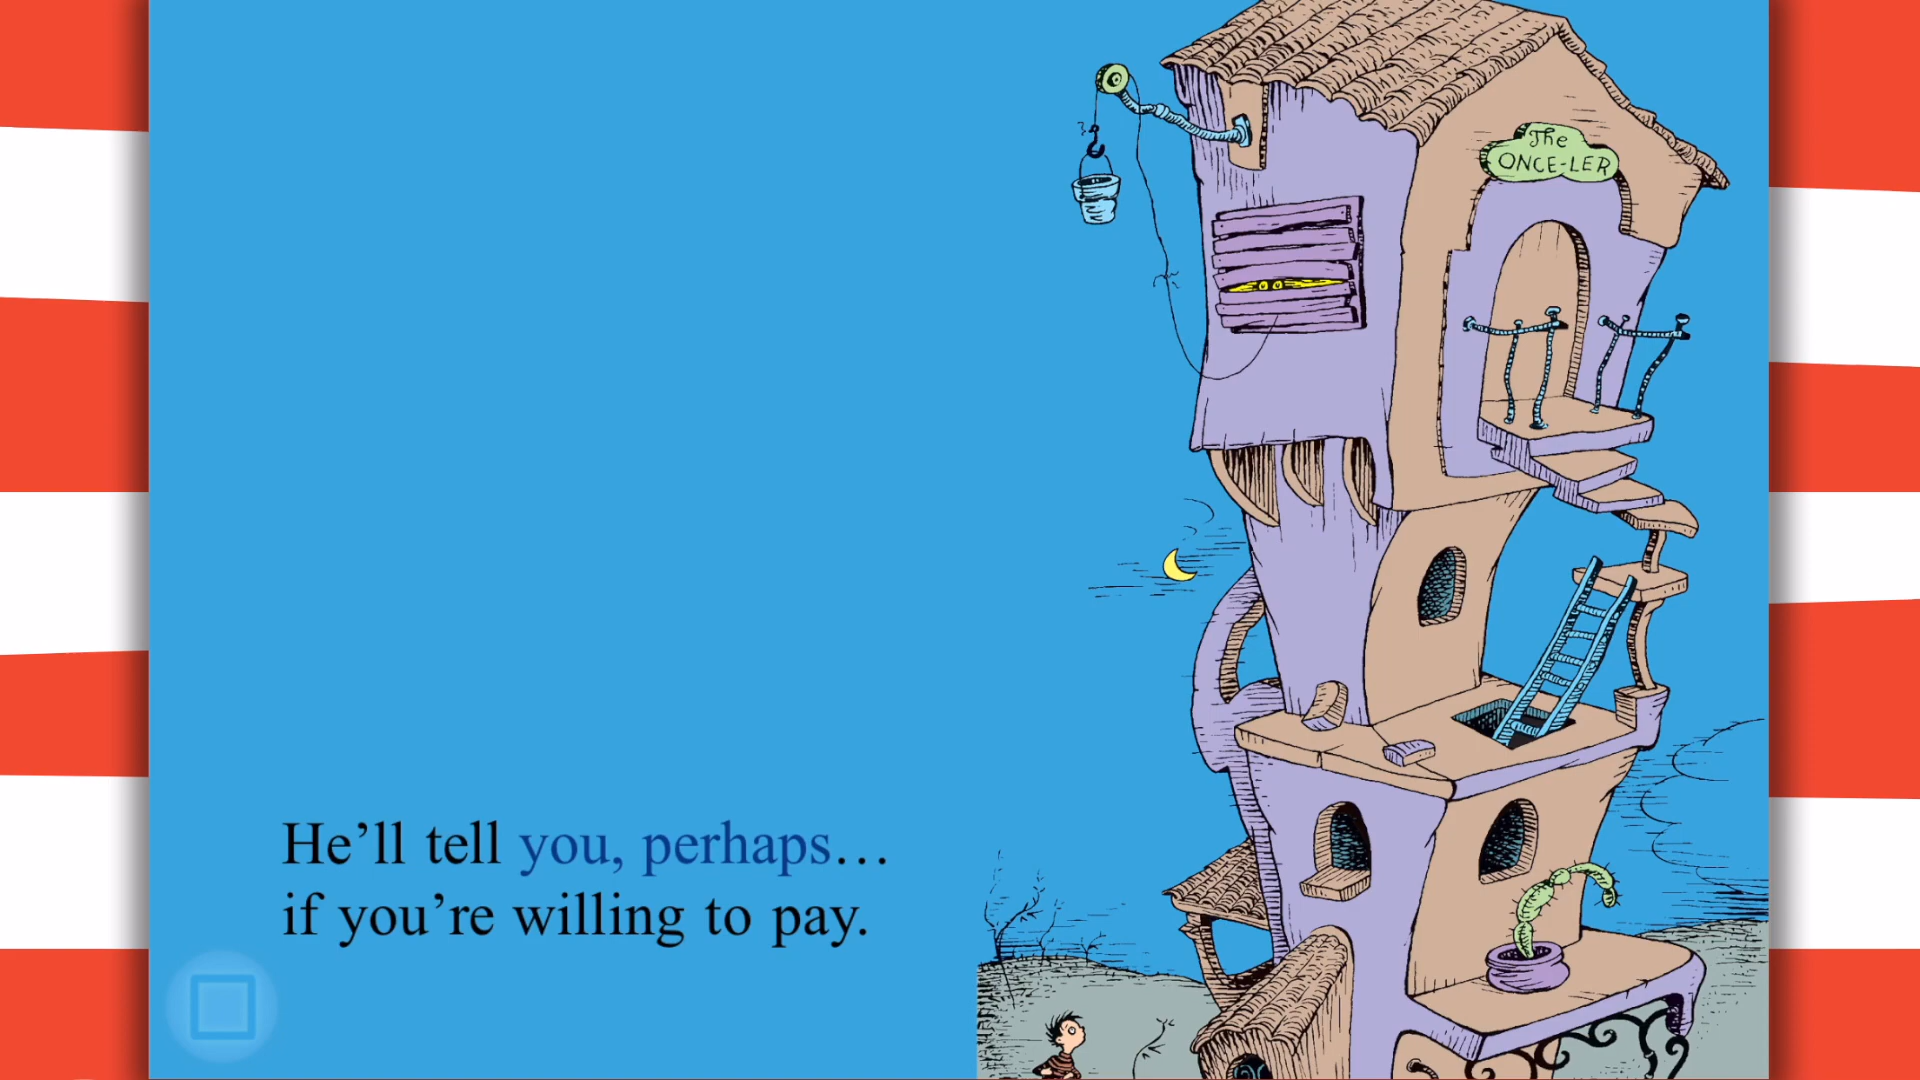 The
ONCE-LER
He’ll tell you, perhaps…
if you’re willing to pay.